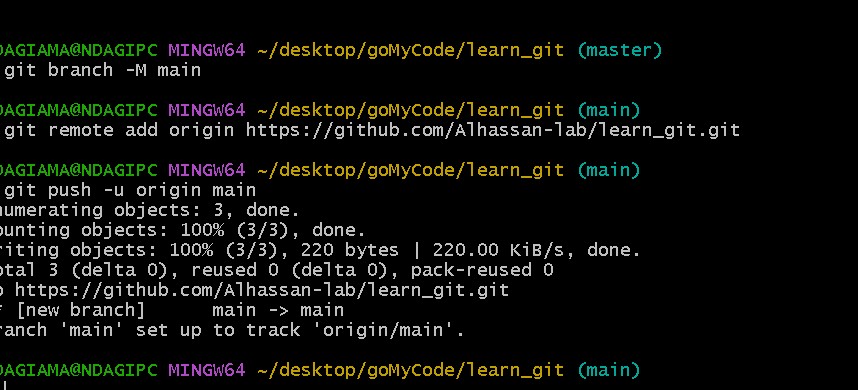 DAGIAMA@NDAGIPC MINGW64 ~/desktop/goMyCode/learn_git (master)
git branch -M main
DAGIAMA@NDAGIPC MINGW64 ~/desktop/goMyCode/learn_git (main)
git remote add origin https://github.com/Alhassan-lab/learn_git.git
DAGIAMA@NDAGIPC MINGW64 ~/desktop/goMyCode/learn_git (main)
git push -u origin main
numerating objects: 3, done.
ounting objects: 100% (3/3), done.
riting objects: 100% (3/3), 220 bytes | 220.00 KiB/s, done.
otal 3 (delta 0), reused 0 (delta 0), pack-reused 0
o https://github.com/Alhassan-lab/learn_git.git
* [new branch]      main -> main
ranch 'main' set up to track 'origin/main'.
DAGIAMA@NDAGIPC MINGW64 ~/desktop/goMyCode/learn_git (main)